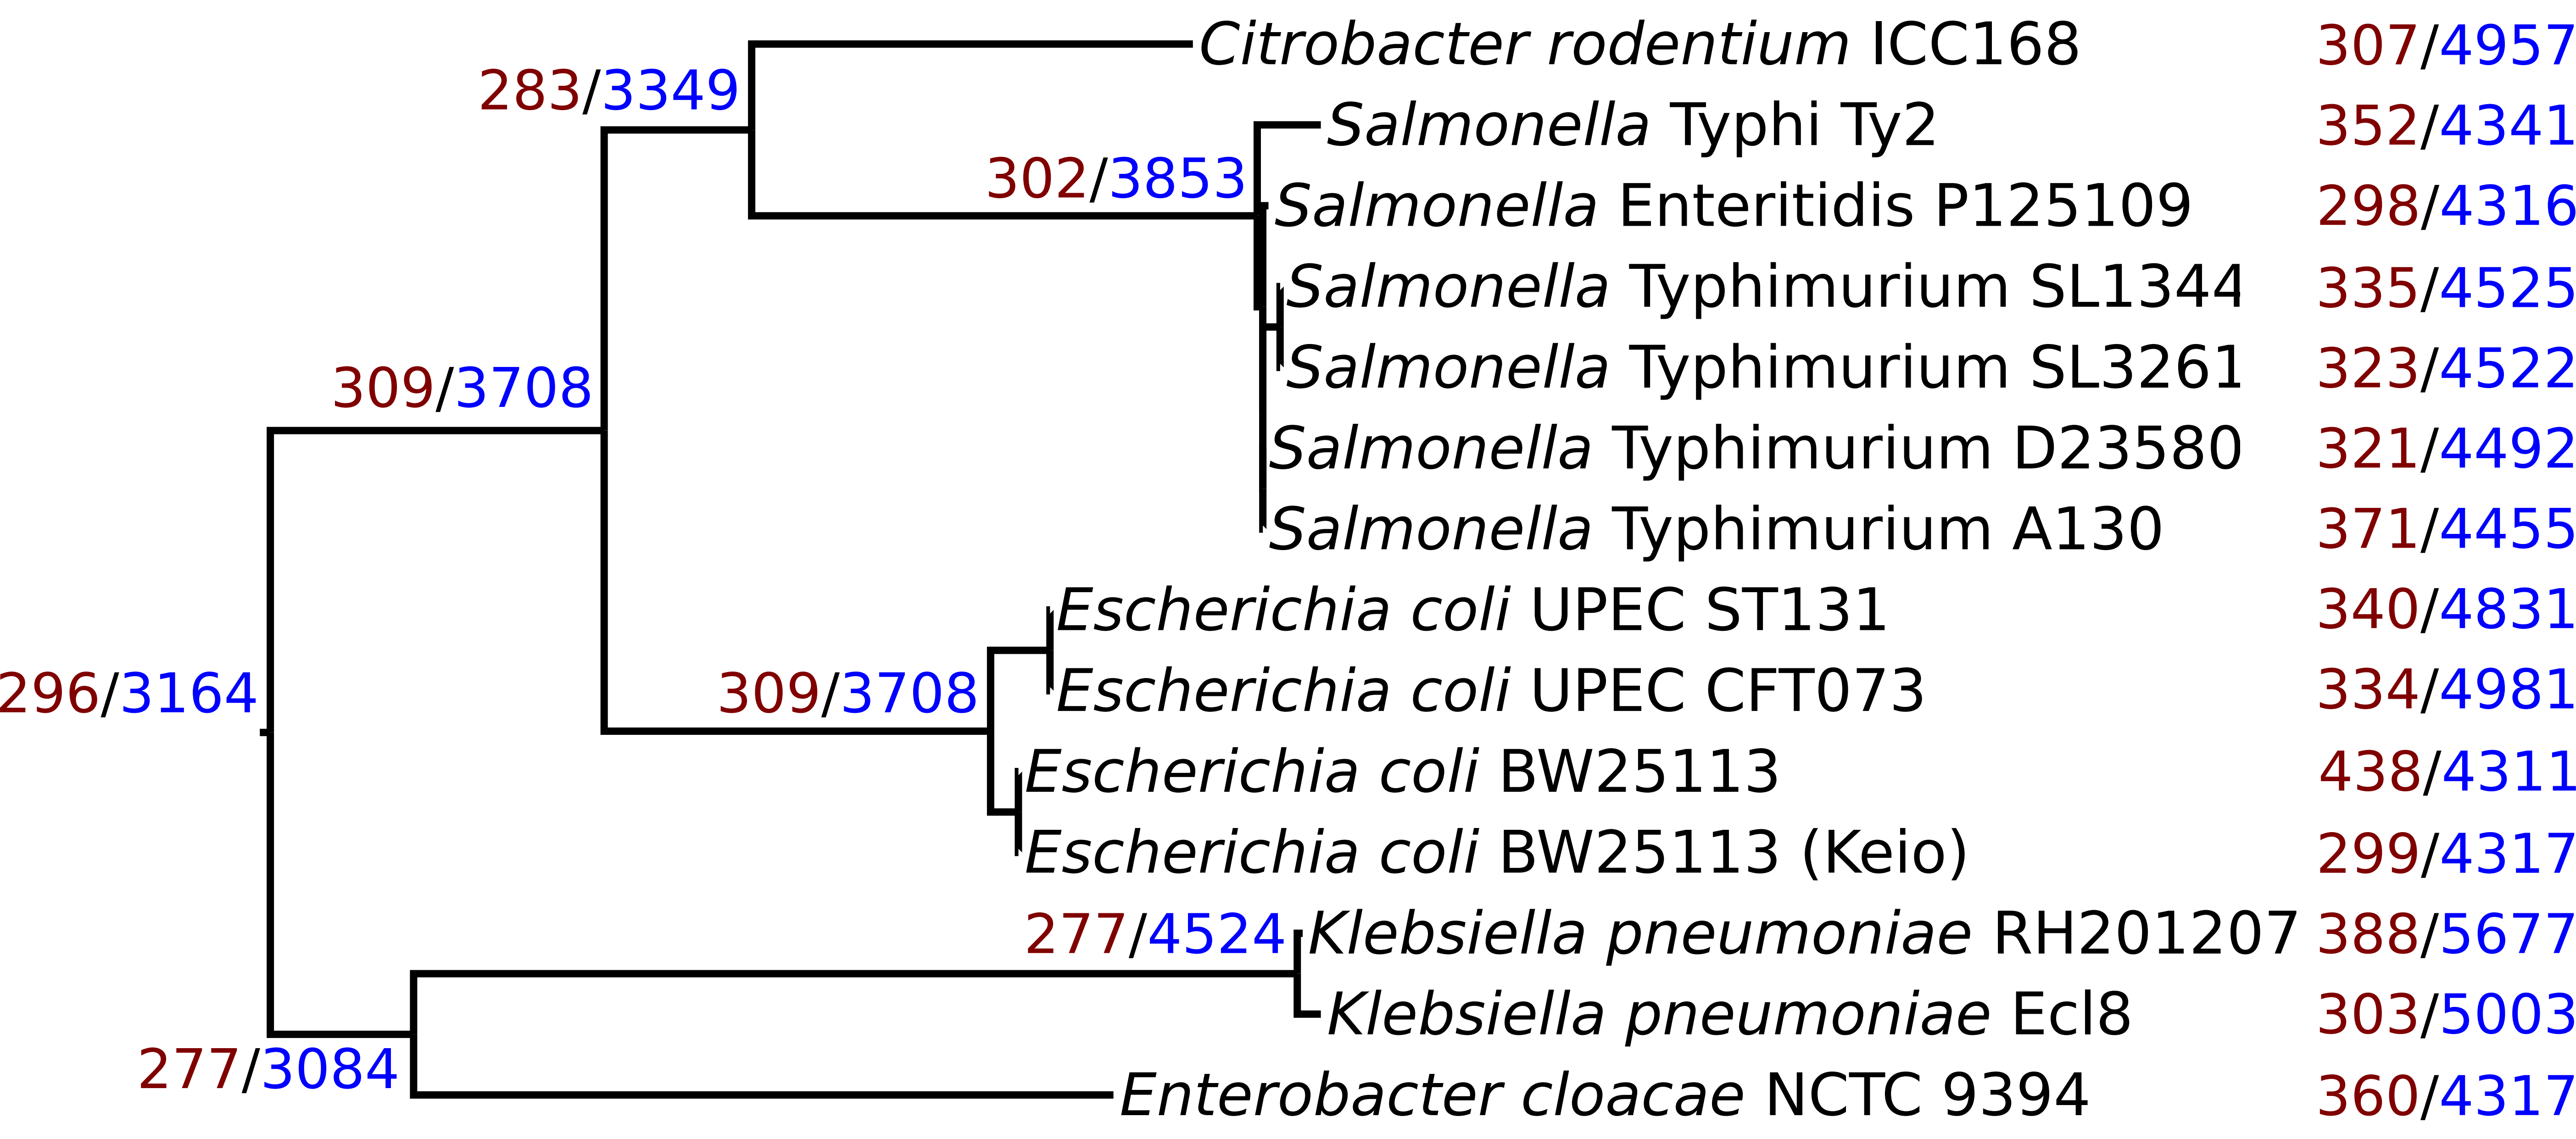 Citrobacter rodentium ICC168 307/4957
283/3349
Salmonella Typhi Ty2 352/4341
302/3853
Salmonella Enteritidis P125109 298/4316
Salmonella Typhimurium SL1344 335/4525
309/3708
Salmonella Typhimurium SL3261 323/4522
Salmonella Typhimurium D23580 321/4492
Salmonella Typhimurium A130 371/4455
Escherichia coli UPEC ST131 340/4831
296/3164
309/3708
Escherichia coli UPEC CFT073 334/4981
Escherichia coli BW25113 438/4311
Escherichia coli BW25113 (Keio) 299/4317
277/4524
Klebsiella pneumoniae RH201207 388/5677
Klebsiella pneumoniae Ecl8 303/5003
277/3084
Enterobacter cloacae NCTC 9394 360/4317